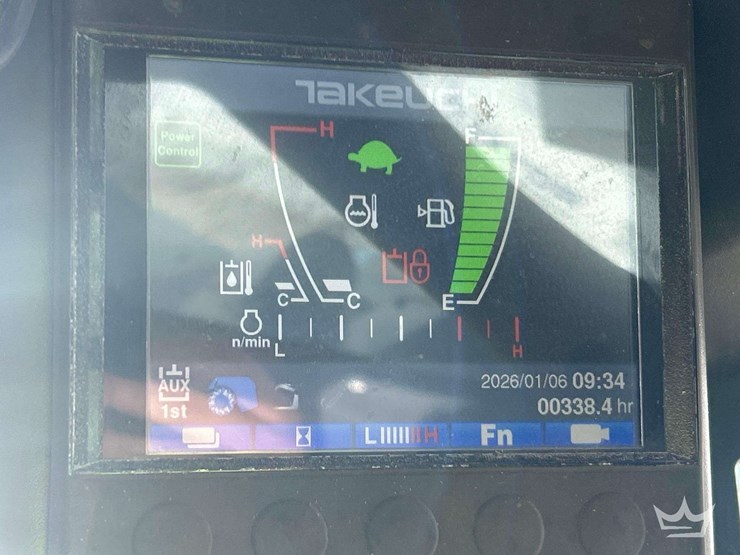 TAKEUCHI
Power
Control
H
F
H
C
C
E
n/min
L
H
AUX
1st
2026/01/06 09:34
00338.4 hr
L H
Fn